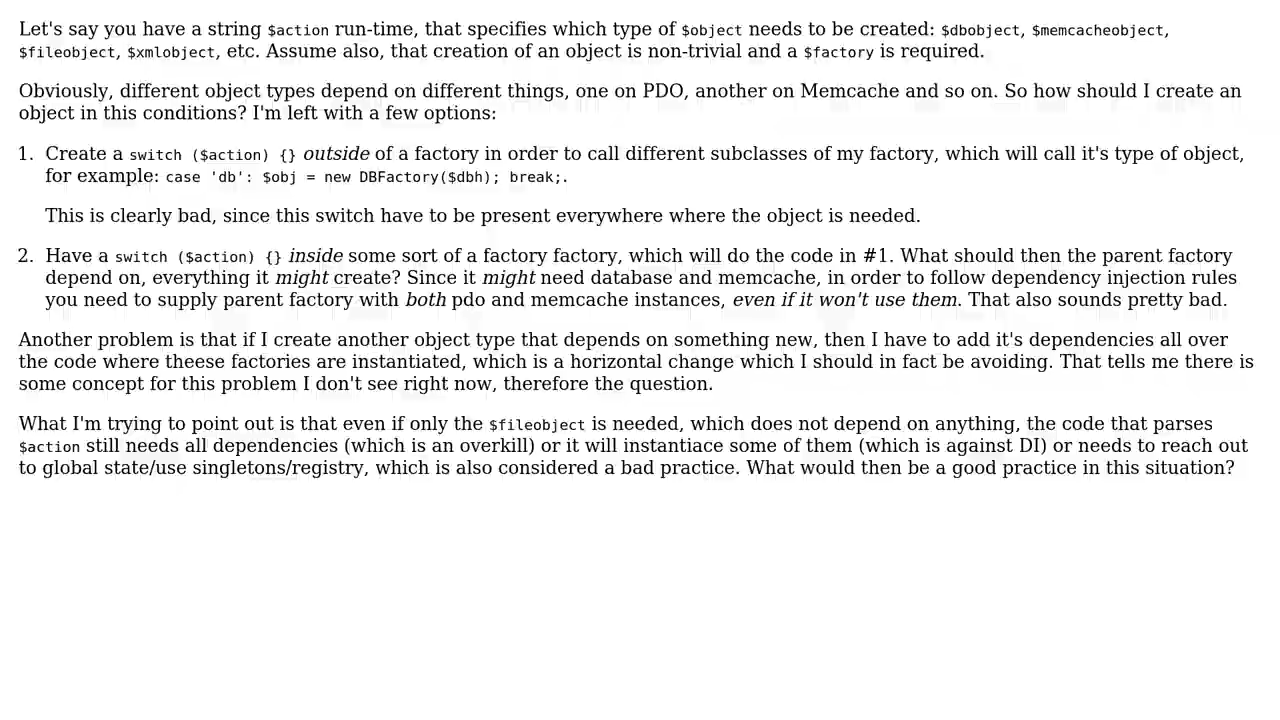 Let's say you have a string $action run-time, that specifies which type of $object needs to be created: $dbobject, $memcacheobject,
$fileobject, $xmlobject, etc. Assume also, that creation of an object is non-trivial and a $factory is required.
Obviously, different object types depend on different things, one on PDO, another on Memcache and so on. So how should I create an
object in this conditions? I'm left with a few options:
1. Create a switch ($action) {} outside of a factory in order to call different subclasses of my factory, which will call it's type of object,
for example: case 'db': $obj = new DBFactory($dbh); break;.
This is clearly bad, since this switch have to be present everywhere where the object is needed.
2. Have a switch ($action) {} inside some sort of a factory factory, which will do the code in #1. What should then the parent factory
depend on, everything it might create? Since it might need database and memcache, in order to follow dependency injection rules
you need to supply parent factory with both pdo and memcache instances, even if it won't use them. That also sounds pretty bad.
Another problem is that if I create another object type that depends on something new, then I have to add it's dependencies all over
the code where theese factories are instantiated, which is a horizontal change which I should in fact be avoiding. That tells me there is
some concept for this problem I don't see right now, therefore the question.
What I'm trying to point out is that even if only the $fileobject is needed, which does not depend on anything, the code that parses
$action still needs all dependencies (which is an overkill) or it will instantiace some of them (which is against DI) or needs to reach out
to global state/use singletons/registry, which is also considered a bad practice. What would then be a good practice in this situation?